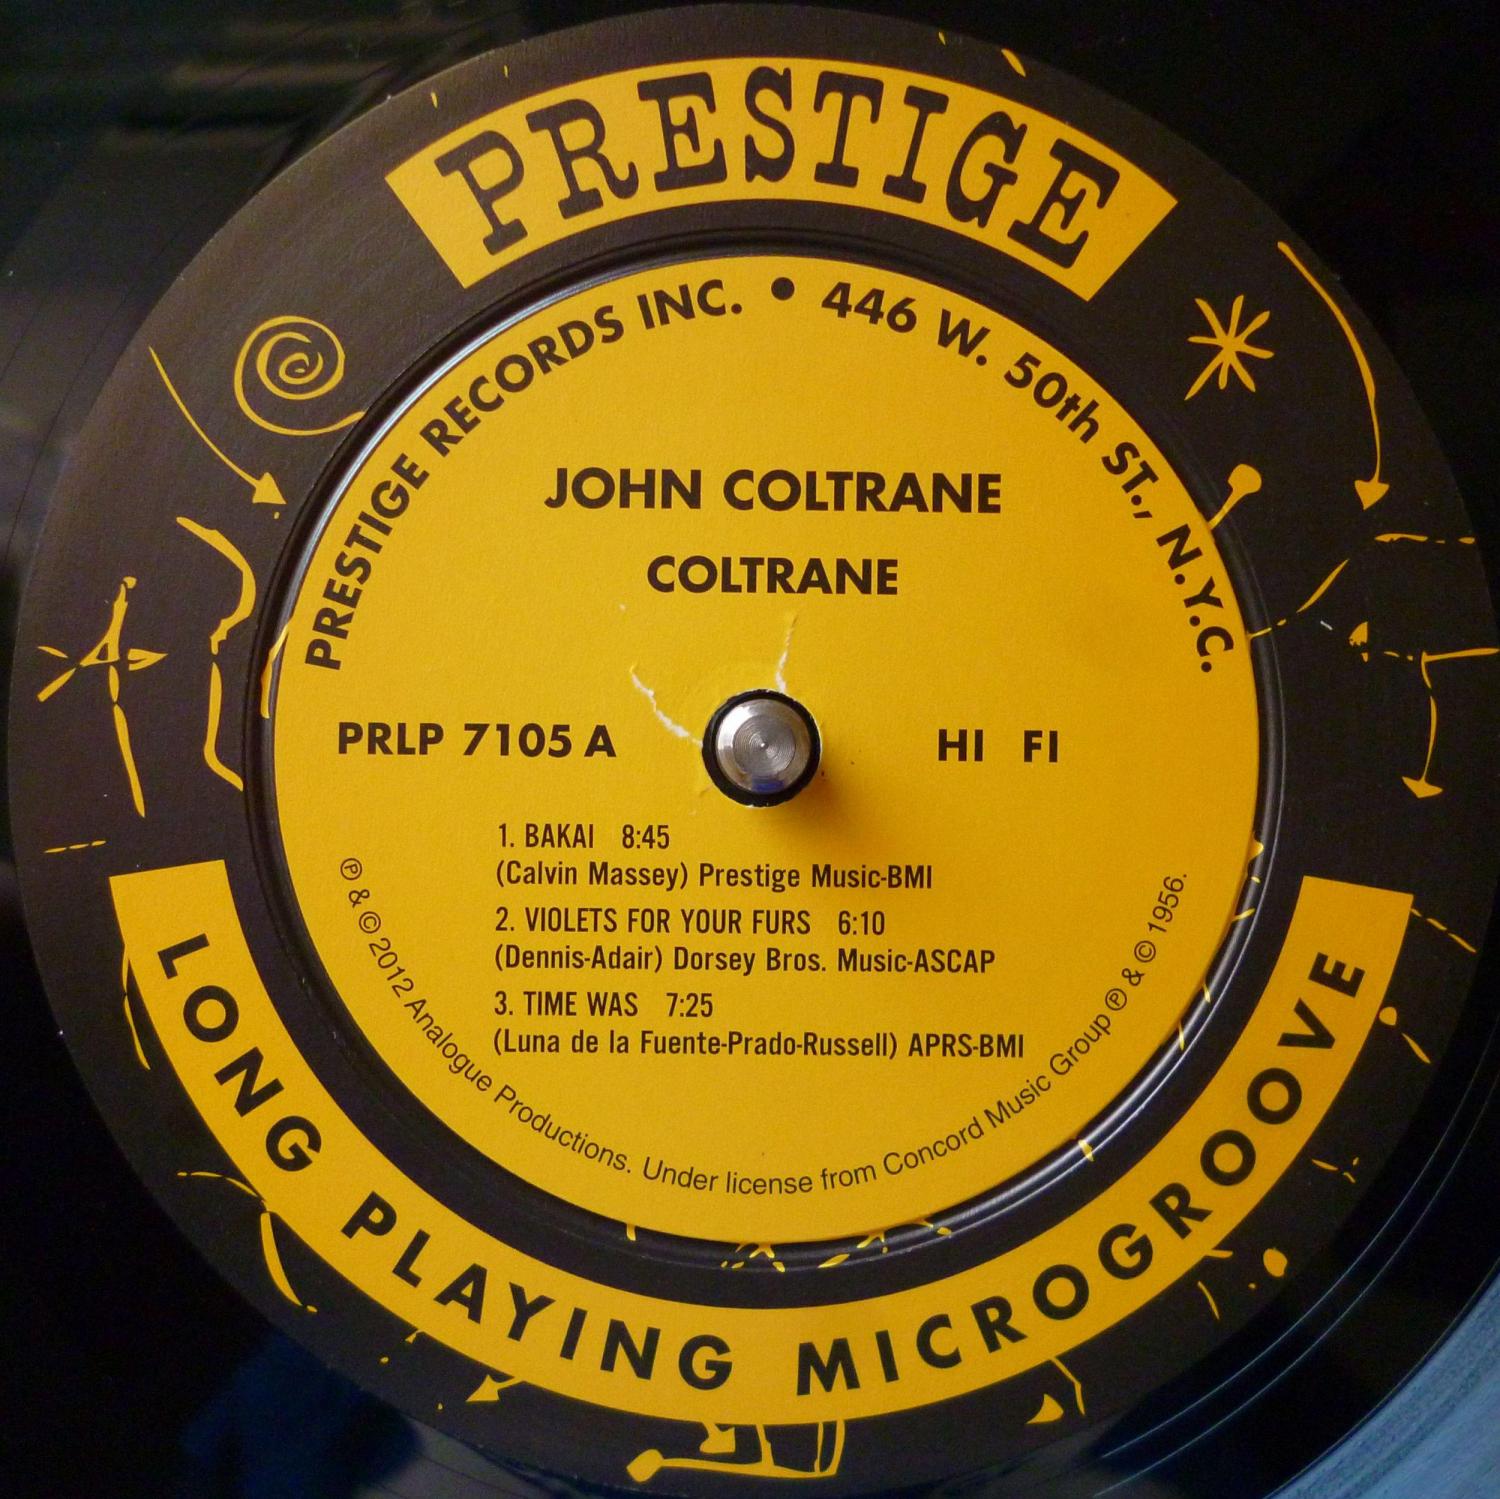 PRESTIGE
PRESTIGE RECORDS INC. • 446 W. 50th ST., N.Y.C.
JOHN COLTRANE
COLTRANE
PRLP 7105 A
HI FI
1. BAKAI 8:45
(Calvin Massey) Prestige Music-BMI
2. VIOLETS FOR YOUR FURS 6:10
(Dennis-Adair) Dorsey Bros. Music-ASCAP
3. TIME WAS 7:25
(Luna de la Fuente-Prado-Russell) APRS-BMI
℗ & © 2012 Analogue Productions. Under license from Concord Music Group ℗ & © 1956.
LONG PLAYING MICROGROOVE